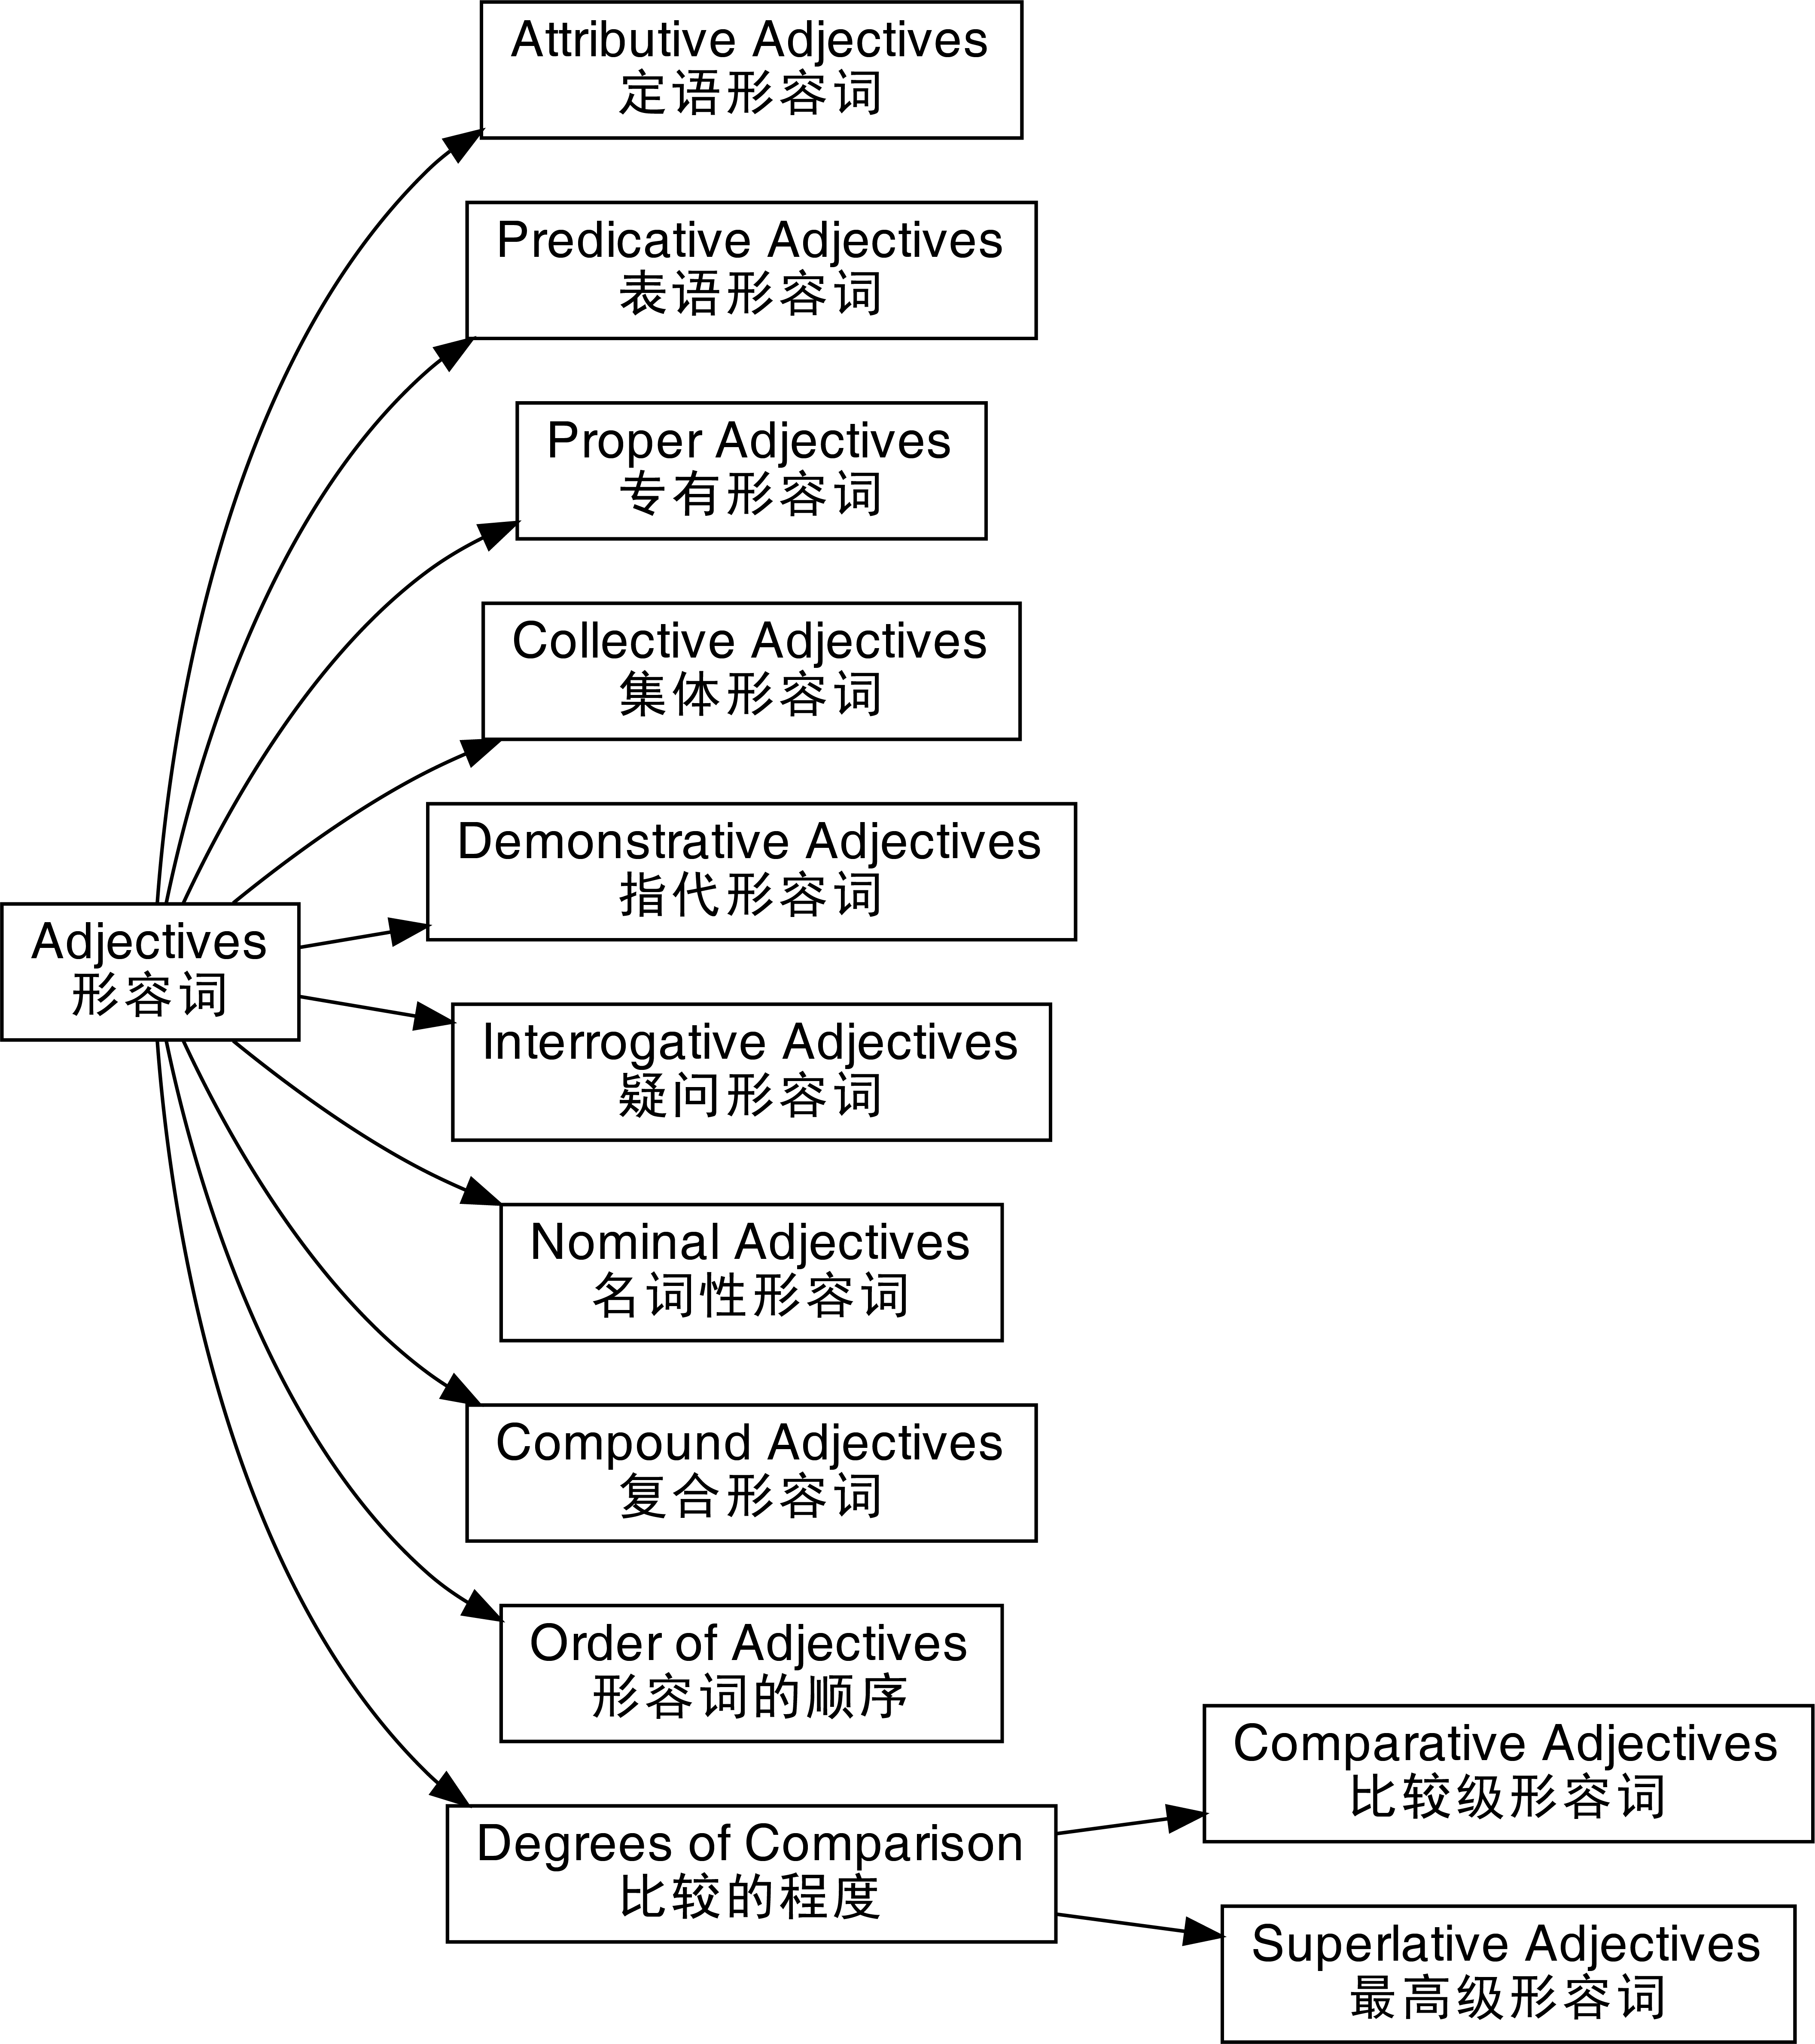 Attributive Adjectives
定语形容词
Predicative Adjectives
表语形容词
Proper Adjectives
专有形容词
Collective Adjectives
集体形容词
Demonstrative Adjectives
指代形容词
Adjectives
形容词
Interrogative Adjectives
疑问形容词
Nominal Adjectives
名词性形容词
Compound Adjectives
复合形容词
Order of Adjectives
形容词的顺序
Degrees of Comparison
比较的程度
Comparative Adjectives
比较级形容词
Superlative Adjectives
最高级形容词